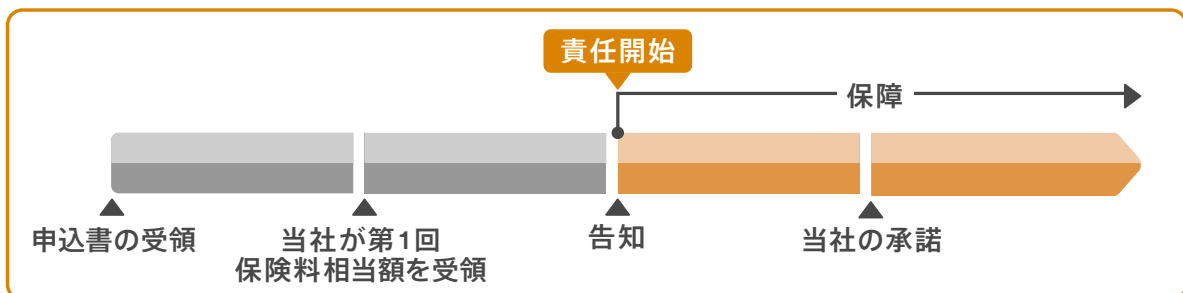 責任開始
保障
申込書の受領
当社が第1回
保険料相当額を受領
告知
当社の承諾